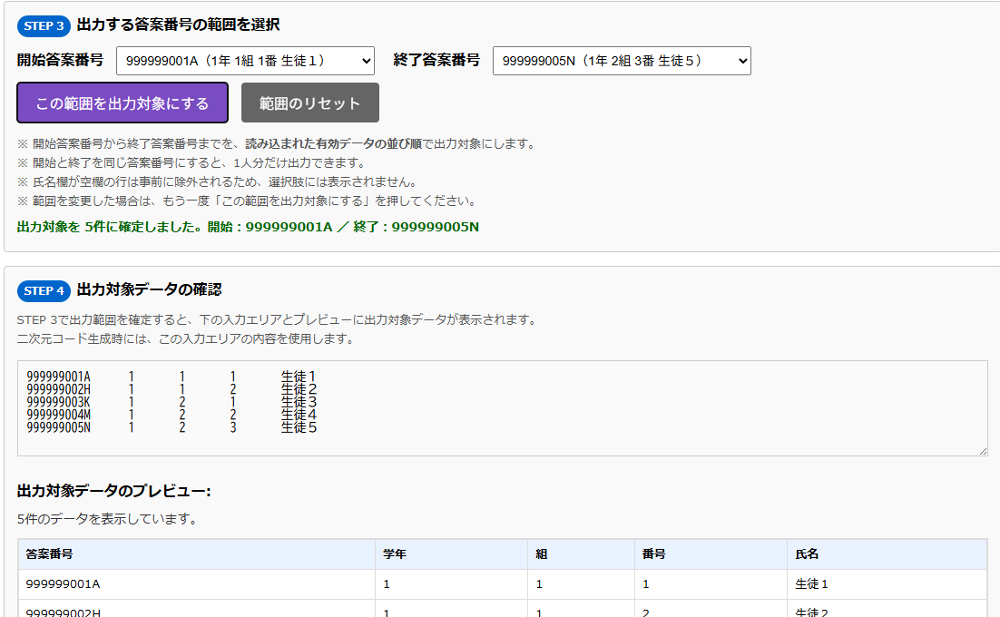 STEP 3 出力する答案番号の範囲を選択
開始答案番号 999999001A（1年 1組 1番 生徒１） 終了答案番号 999999005N（1年 2組 3番 生徒５）
この範囲を出力対象にする 範囲のリセット
※ 開始答案番号から終了答案番号までを、読み込まれた有効データの並び順で出力対象にします。
※ 開始と終了を同じ答案番号にすると、1人分だけ出力できます。
※ 氏名欄が空欄の行は事前に除外されるため、選択肢には表示されません。
※ 範囲を変更した場合は、もう一度「この範囲を出力対象にする」を押してください。
出力対象を 5件に確定しました。開始：999999001A ／ 終了：999999005N
STEP 4 出力対象データの確認
STEP 3で出力範囲を確定すると、下の入力エリアとプレビューに出力対象データが表示されます。
二次元コード生成時には、この入力エリアの内容を使用します。
999999001A 1 1 1 生徒１
999999002H 1 1 2 生徒２
999999003K 1 2 1 生徒３
999999004M 1 2 2 生徒４
999999005N 1 2 3 生徒５
出力対象データのプレビュー:
5件のデータを表示しています。
答案番号 学年 組 番号 氏名
999999001A 1 1 1 生徒１
999999002H 1 1 2 生徒２